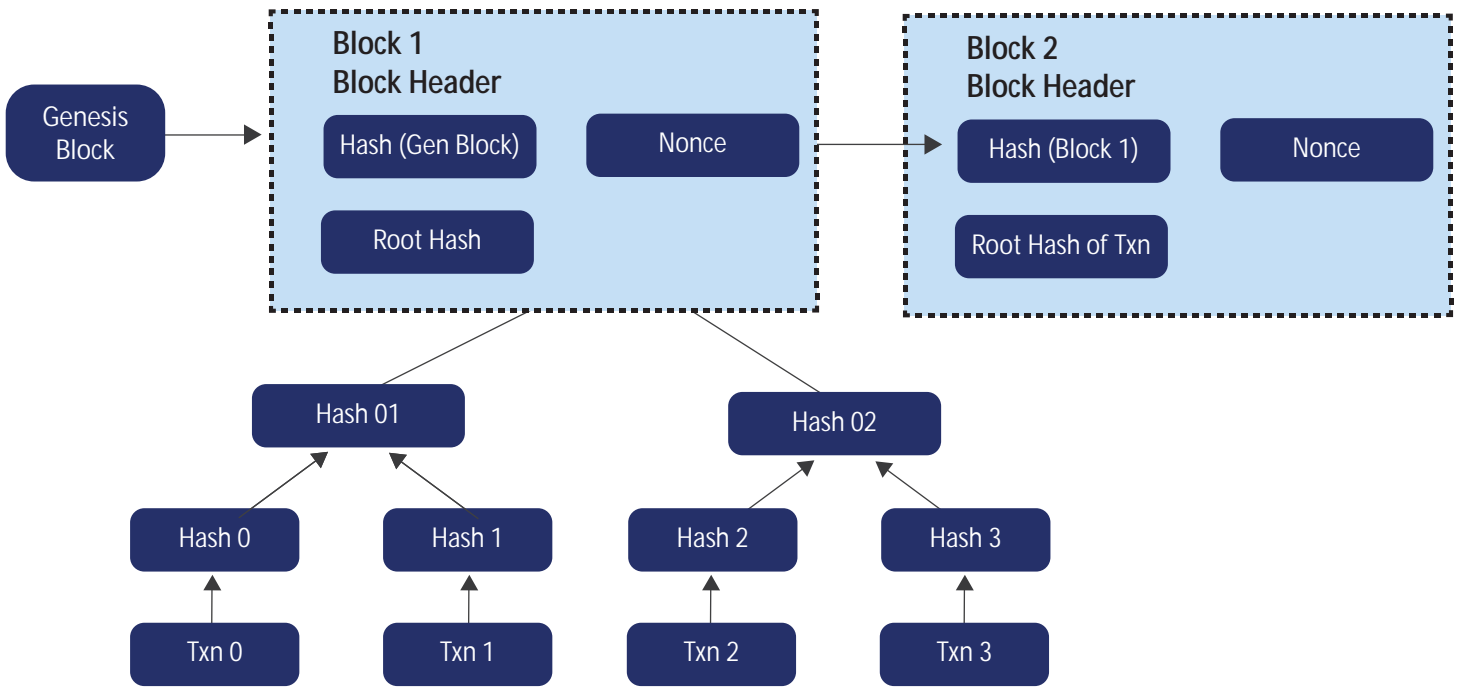 Genesis
Block
Block 1
Block Header
Hash (Gen Block)
Nonce
Root Hash
Block 2
Block Header
Hash (Block 1)
Nonce
Root Hash of Txn
Hash 01
Hash 02
Hash 0
Hash 1
Hash 2
Hash 3
Txn 0
Txn 1
Txn 2
Txn 3